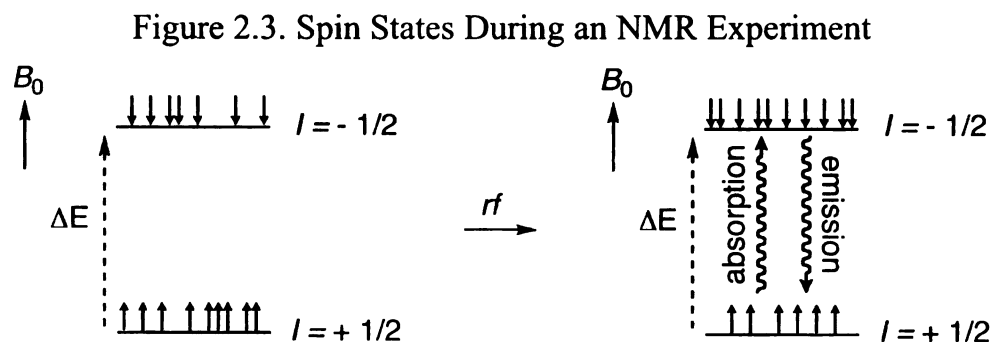 Figure 2.3. Spin States During an NMR Experiment
B₀
I = - 1/2
ΔE
I = + 1/2
rf
B₀
I = - 1/2
ΔE
absorption
emission
I = + 1/2